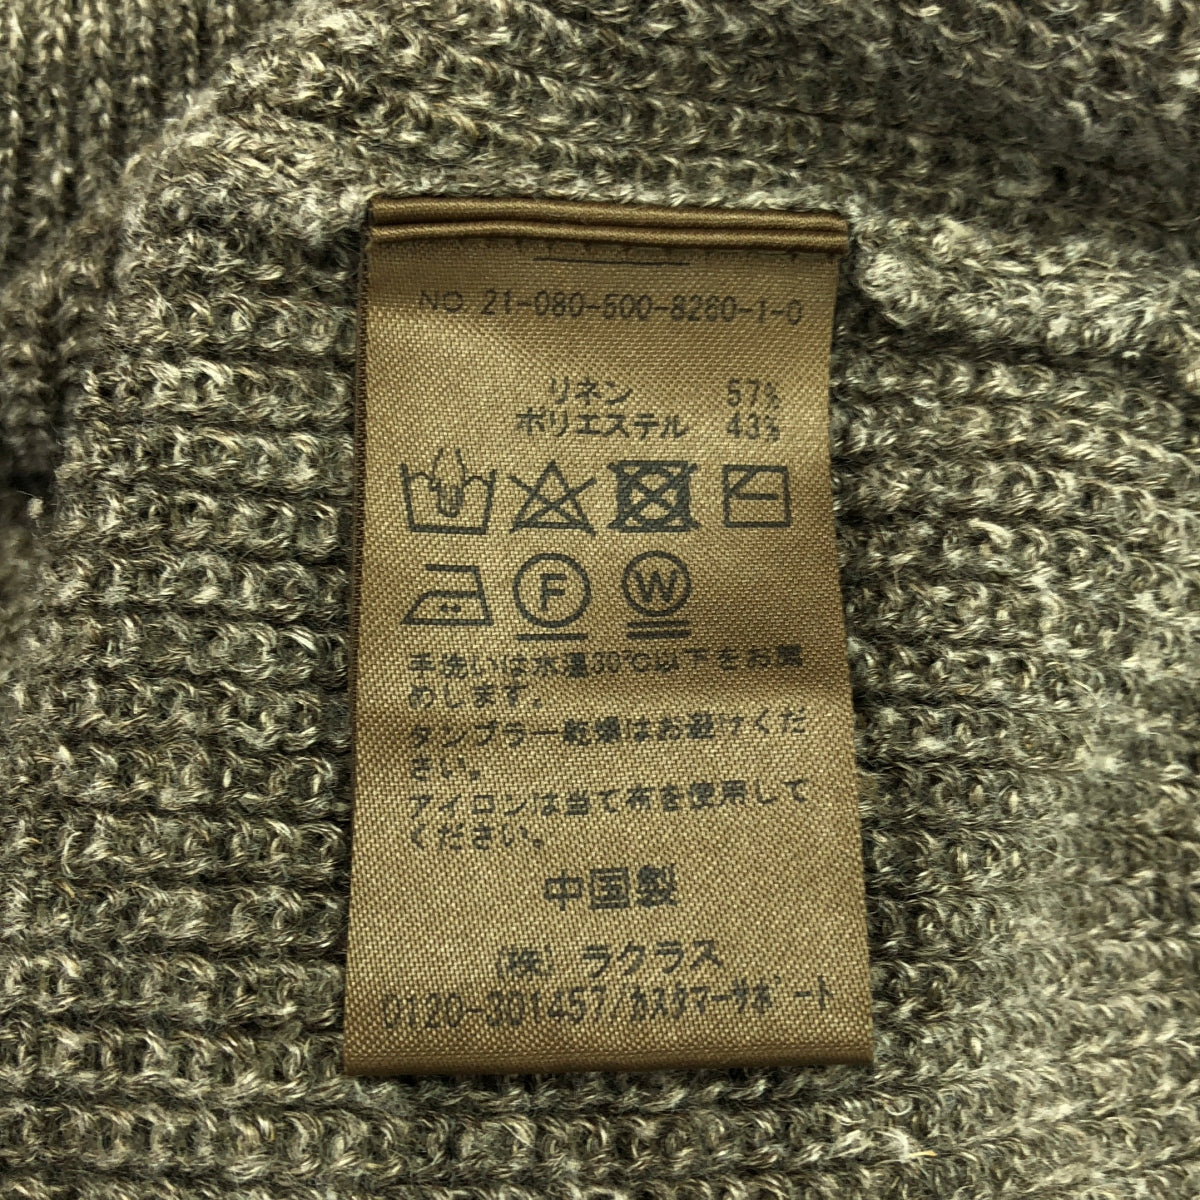 NO. 21-080-500-8260-1-0
リネン 57%
ポリエステル 43%
F W
手洗いは水温30℃以下をお薦
めします。
タンブラー乾燥はお避けくだ
さい。
アイロンは当て布を使用して
ください。
中国製
(株) ラクラス
0120-301457/カスタマーサポート